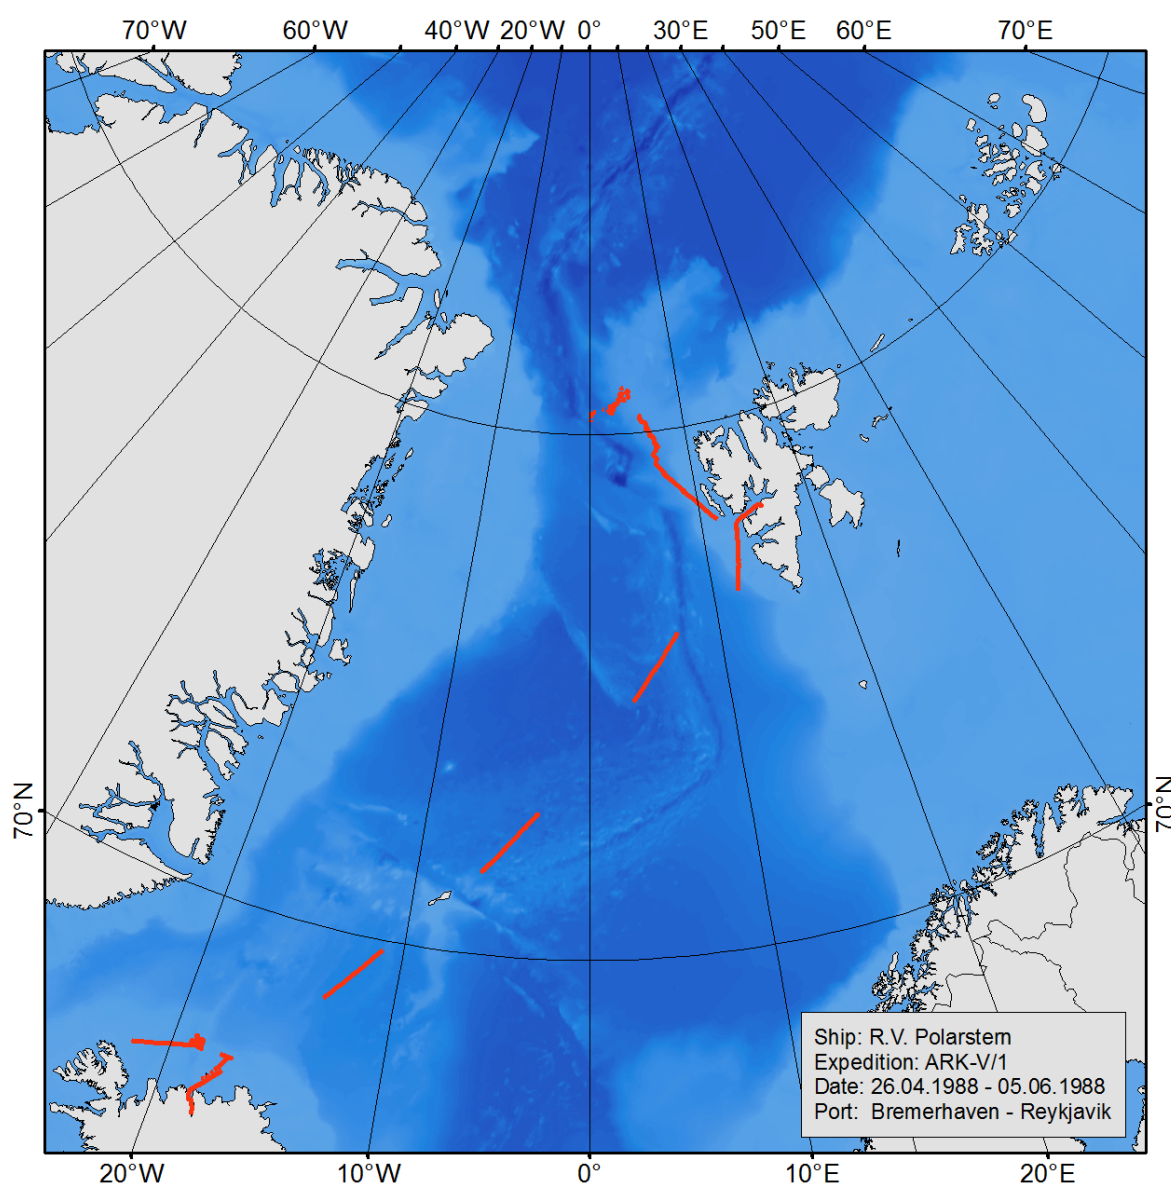 70°W 60°W 40°W 20°W 0° 30°E 50°E 60°E 70°E
70°N
70°N
Ship: R.V. Polarstern
Expedition: ARK-V/1
Date: 26.04.1988 - 05.06.1988
Port: Bremerhaven - Reykjavik
20°W 10°W 0° 10°E 20°E